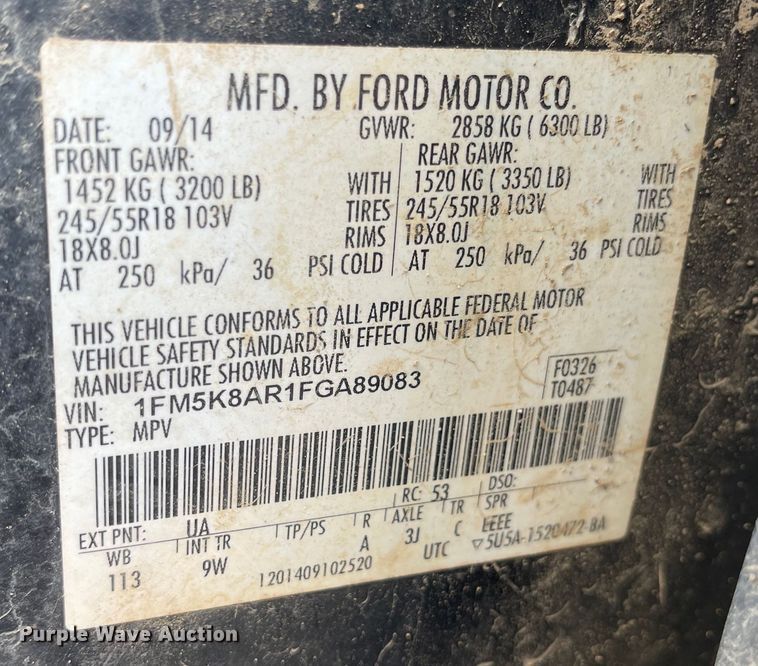 MFD. BY FORD MOTOR CO.
DATE: 09/14 GVWR: 2858 KG ( 6300 LB)
FRONT GAWR: REAR GAWR:
1452 KG ( 3200 LB) WITH 1520 KG ( 3350 LB) WITH
245/55R18 103V TIRES 245/55R18 103V TIRES
18X8.0J RIMS 18X8.0J RIMS
AT 250 kPa/ 36 PSI COLD AT 250 kPa/ 36 PSI COLD
THIS VEHICLE CONFORMS TO ALL APPLICABLE FEDERAL MOTOR
VEHICLE SAFETY STANDARDS IN EFFECT ON THE DATE OF
MANUFACTURE SHOWN ABOVE.
VIN: 1FM5K8AR1FGA89083 F0326
TYPE: MPV T0487
EXT PNT: UA RC: 53 DSO:
WB INT TR TP/PS R AXLE TR SPR
113 9W A 3J C EEEE
1201409102520 UTC ▽5U5A-1520472-BA
Purple Wave Auction